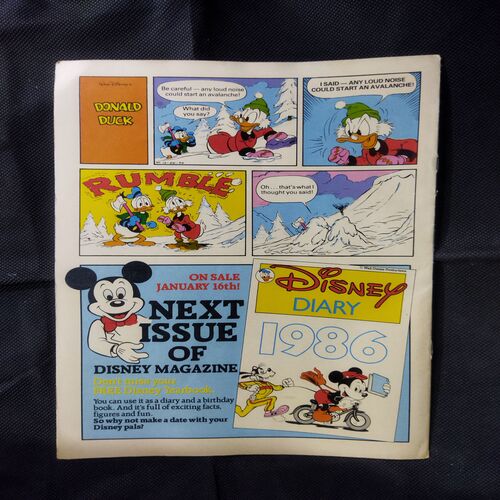 Walt Disney's
DONALD
DUCK
Be careful — any loud noise
could start an avalanche!
What did
you say?
I SAID — ANY LOUD NOISE
COULD START AN AVALANCHE!
RUMBLE
Oh . . . that's what I
thought you said!
ON SALE
JANUARY 16th!
NEXT
ISSUE
OF
DISNEY MAGAZINE
Don't miss your
FREE Disney Yearbook.
You can use it as a diary and a birthday
book. And it's full of exciting facts,
figures and fun.
So why not make a date with your
Disney pals?
Disney
DIARY
1986